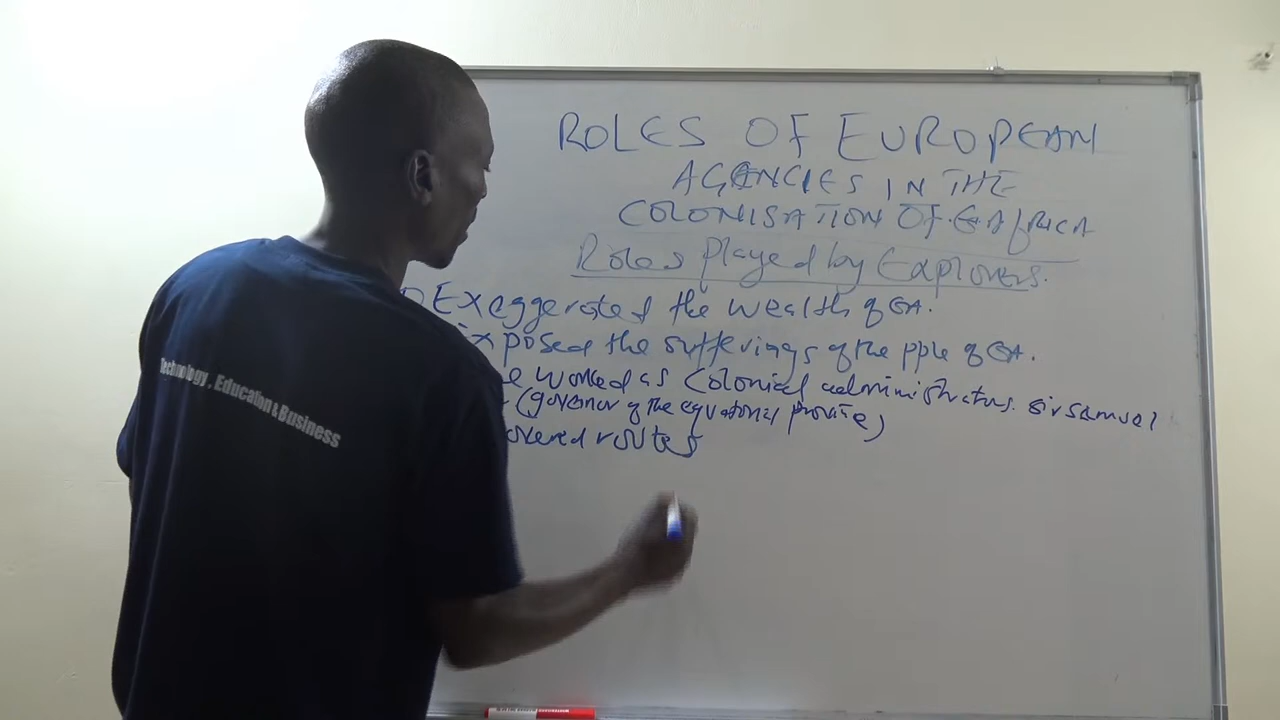 ROLES OF EUROPEAN
AGENCIES IN THE
COLONISATION OF E. AfRICA
Roles played by Explorers.
Exaggerated the wealth of EA.
xposed the sufferings of the pple of EA.
e worked as colonial administrators. Sir Samuel
(governor of the equatorial province)
overed routes
Technology, Education & Business